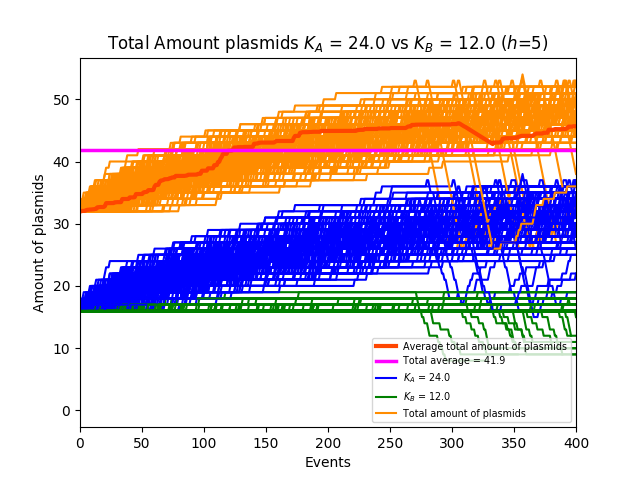 Total Amount plasmids K_A = 24.0 vs K_B = 12.0 (h=5)
Amount of plasmids
50
40
30
20
10
0
0 50 100 150 200 250 300 350 400
Events
Average total amount of plasmids
Total average = 41.9
K_A = 24.0
K_B = 12.0
Total amount of plasmids